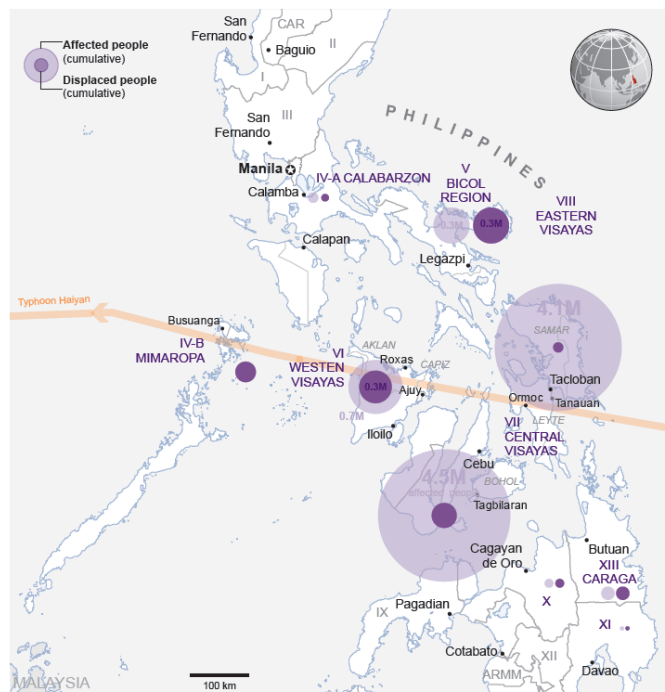 Affected people
(cumulative)
Displaced people
(cumulative)
San
Fernando
CAR
II
Baguio
I
III
San
Fernando
PHILIPPINES
Manila
IV-A CALABARZON
Calamba
V
BICOL
REGION
VIII
EASTERN
VISAYAS
0.3M
0.3M
Calapan
Legazpi
Typhoon Haiyan
4.1M
Busuanga
SAMAR
IV-B
MIMAROPA
AKLAN
VI
WESTEN
VISAYAS
Roxas
CAPIZ
0.3M
Ajuy
Tacloban
Ormoc
Tanauan
0.7M
LEYTE
Iloilo
VII
CENTRAL
VISAYAS
Cebu
4.5M
affected people
BOHOL
Tagbilaran
Cagayan
de Oro
Butuan
XIII
CARAGA
X
IX
Pagadian
XI
Cotabato
XII
ARMM
Davao
MALAYSIA
100 km